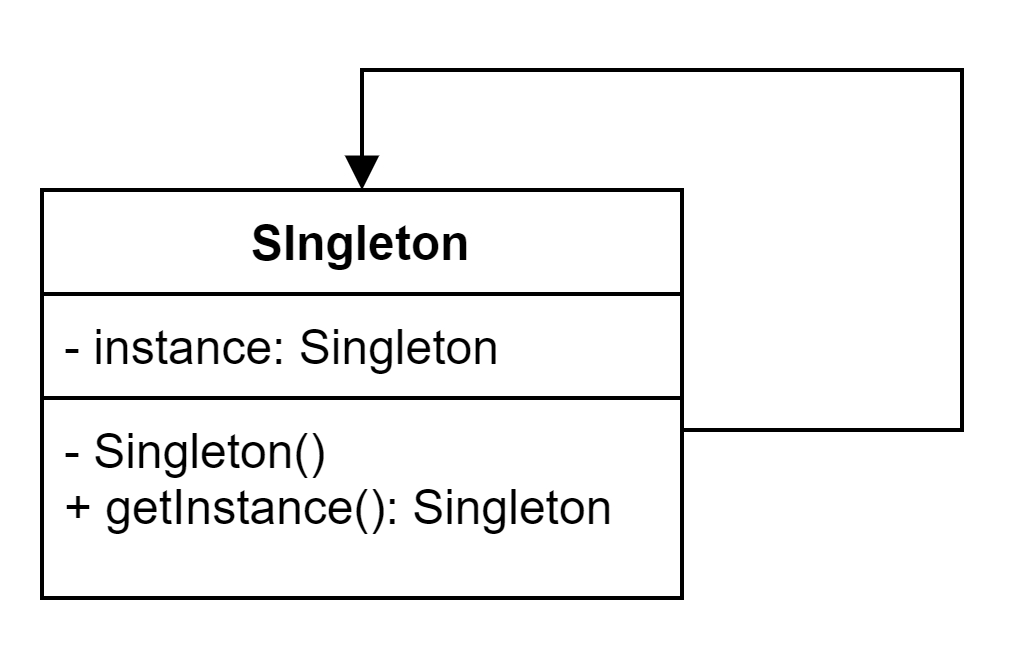 SIngleton
- instance: Singleton
- Singleton()
+ getInstance(): Singleton